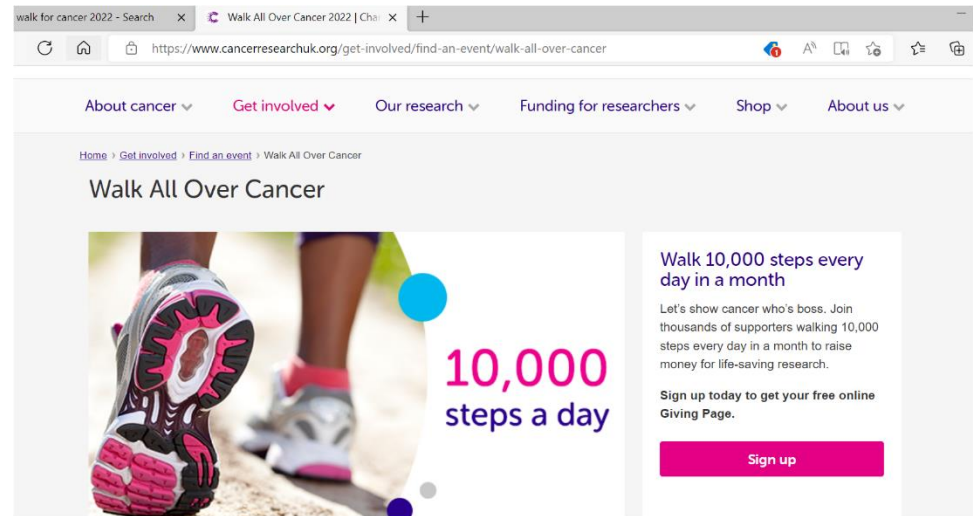 walk for cancer 2022 - Search
Walk All Over Cancer 2022 | Cha
https://www.cancerresearchuk.org/get-involved/find-an-event/walk-all-over-cancer
6
About cancer Get involved Our research Funding for researchers Shop About us
Home › Get involved › Find an event › Walk All Over Cancer
Walk All Over Cancer
10,000
steps a day
Walk 10,000 steps every
day in a month
Let's show cancer who's boss. Join
thousands of supporters walking 10,000
steps every day in a month to raise
money for life-saving research.
Sign up today to get your free online
Giving Page.
Sign up